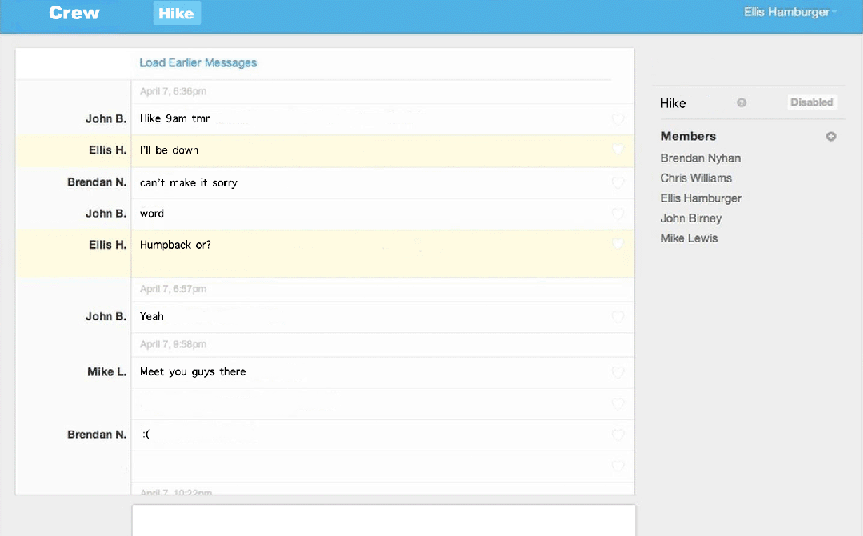 Crew Hike Ellis Hamburger
Load Earlier Messages
April 7, 6:36pm
John B. Hike 9am tmr
Ellis H. I'll be down
Brendan N. can't make it sorry
John B. word
Ellis H. Humpback or?
April 7, 6:57pm
John B. Yeah
April 7, 9:58pm
Mike L. Meet you guys there
Brendan N. :(
April 7, 10:22pm
Hike Disabled
Members
Brendan Nyhan
Chris Williams
Ellis Hamburger
John Birney
Mike Lewis